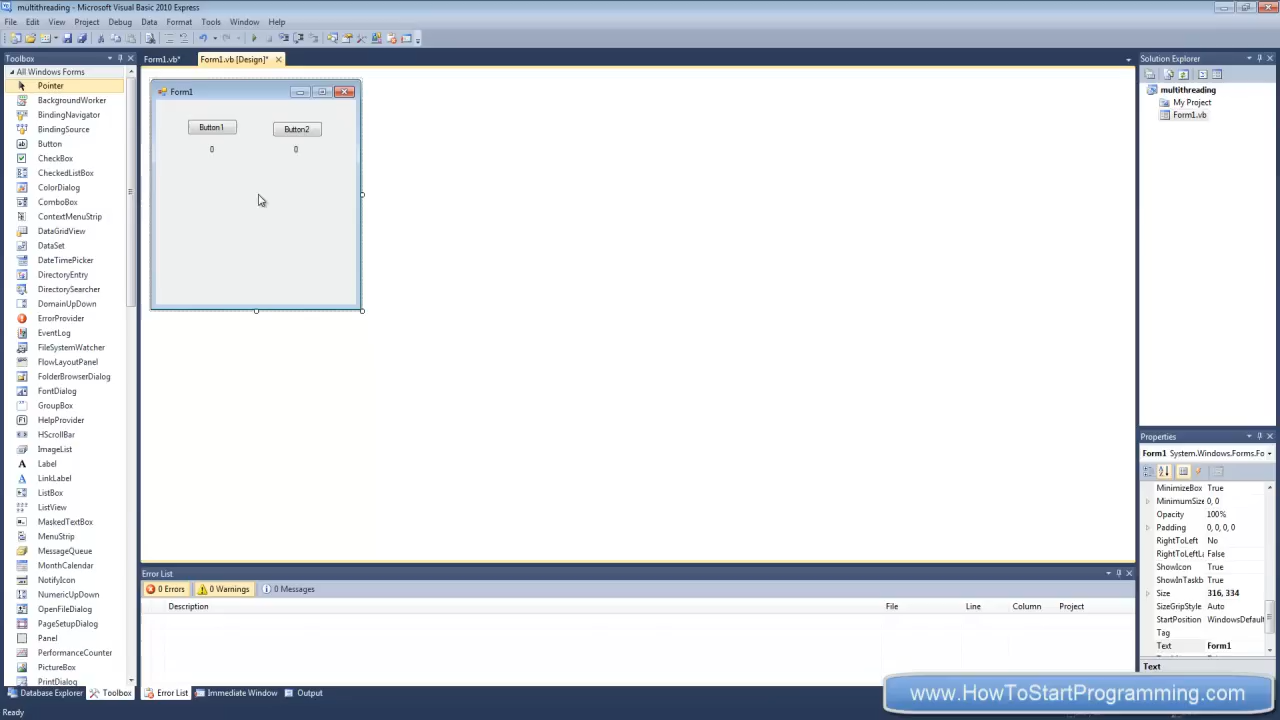 multithreading - Microsoft Visual Basic 2010 Express
File Edit View Project Debug Data Format Tools Window Help
Toolbox
All Windows Forms
Pointer
BackgroundWorker
BindingNavigator
BindingSource
Button
CheckBox
CheckedListBox
ColorDialog
ComboBox
ContextMenuStrip
DataGridView
DataSet
DateTimePicker
DirectoryEntry
DirectorySearcher
DomainUpDown
ErrorProvider
EventLog
FileSystemWatcher
FlowLayoutPanel
FolderBrowserDialog
FontDialog
GroupBox
HelpProvider
HScrollBar
ImageList
Label
LinkLabel
ListBox
ListView
MaskedTextBox
MenuStrip
MessageQueue
MonthCalendar
NotifyIcon
NumericUpDown
OpenFileDialog
PageSetupDialog
Panel
PerformanceCounter
PictureBox
PrintDialog
Database Explorer Toolbox
Form1.vb* Form1.vb [Design]*
Form1
Button1 Button2
0 0
Error List
0 Errors 0 Warnings 0 Messages
Description File Line Column Project
Error List Immediate Window Output
Solution Explorer
multithreading
My Project
Form1.vb
Properties
Form1 System.Windows.Forms.Fo
MinimizeBox True
MinimumSize 0, 0
Opacity 100%
Padding 0, 0, 0, 0
RightToLeft No
RightToLeftL False
ShowIcon True
ShowInTaskb True
Size 316, 334
SizeGripStyle Auto
StartPosition WindowsDefault
Tag
Text Form1
Text
www.HowToStartProgramming.com
Ready